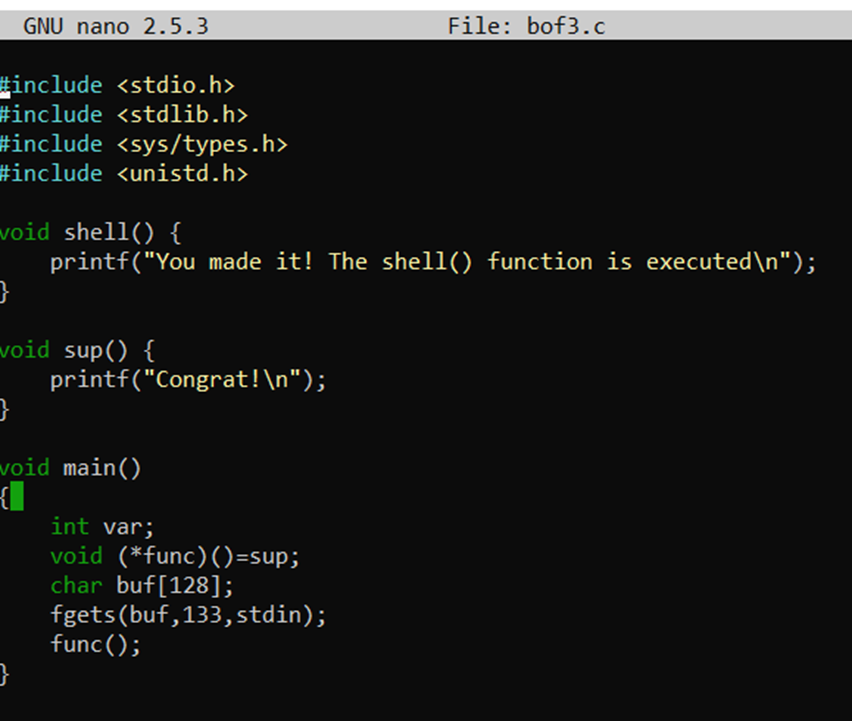 GNU nano 2.5.3 File: bof3.c
#include <stdio.h>
#include <stdlib.h>
#include <sys/types.h>
#include <unistd.h>
void shell() {
    printf("You made it! The shell() function is executed\n");
}
void sup() {
    printf("Congrat!\n");
}
void main()
{
    int var;
    void (*func)()=sup;
    char buf[128];
    fgets(buf,133,stdin);
    func();
}